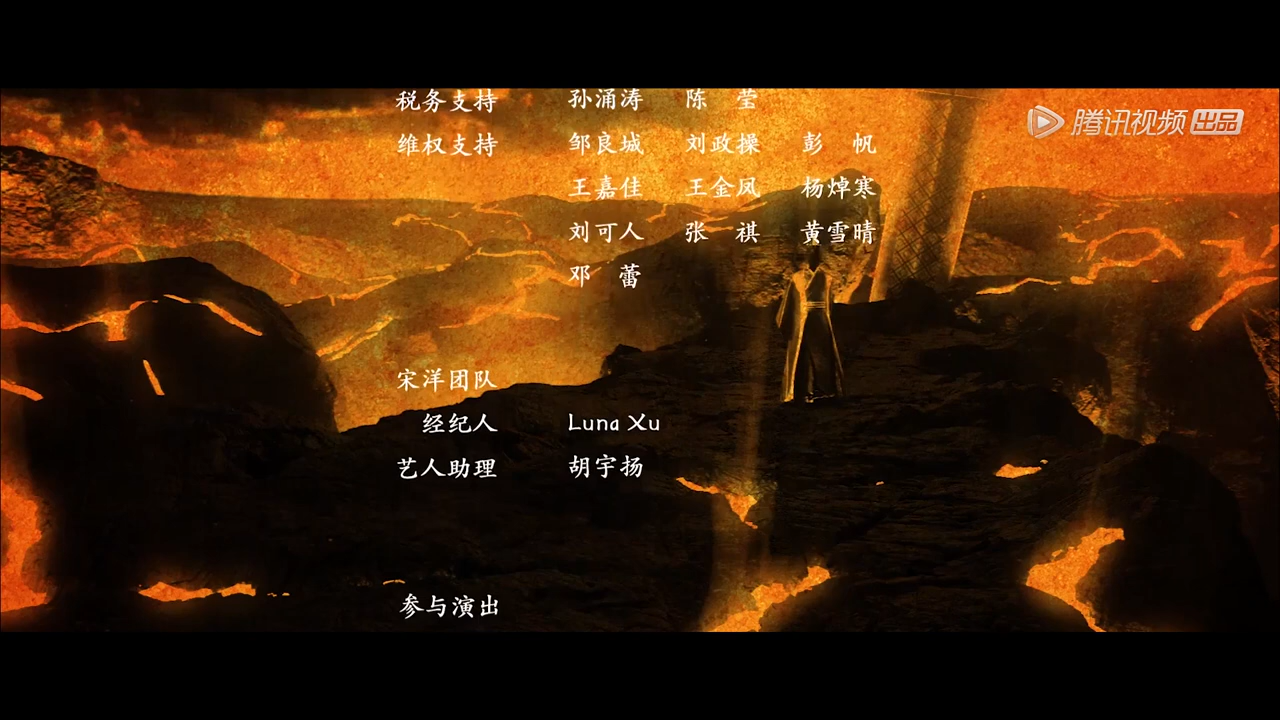 税务支持 孙涌涛 陈 莹
腾讯视频 出品
维权支持 邹良城 刘政操 彭 帆
王嘉佳 王金凤 杨焯寒
刘可人 张 祺 黄雪晴
邓 蕾
宋洋团队
经纪人 Luna Xu
艺人助理 胡宇扬
参与演出